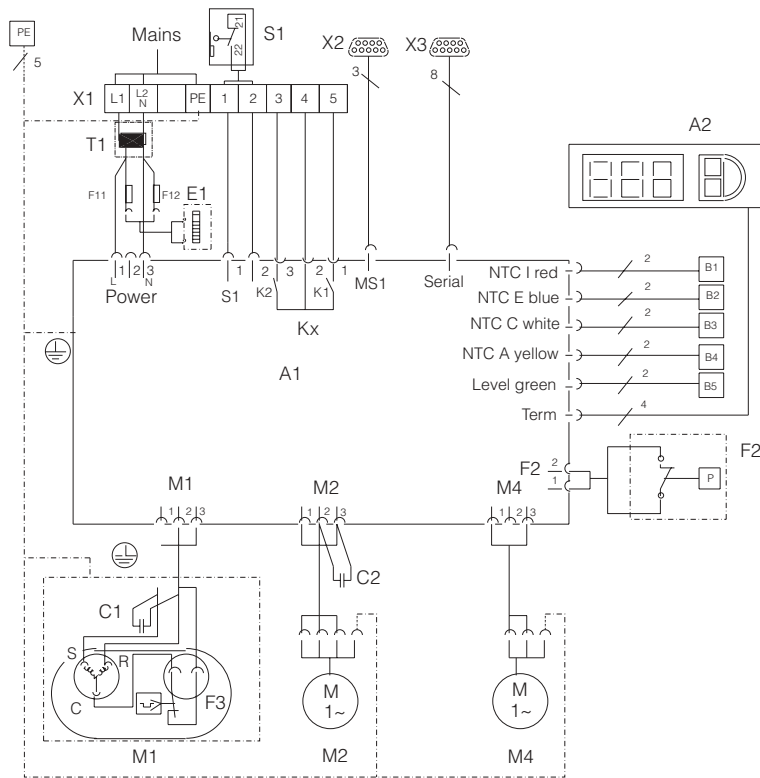 PE
5
Mains
21
22
S1
X2
X3
3
8
X1
L1
L2
N
PE
1
2
3
4
5
T1
A2
F11
F12
E1
1
2
3
L
N
Power
1
2
S1
3
2
1
K2
K1
Kx
MS1
Serial
NTC I red
2
B1
NTC E blue
2
B2
NTC C white
2
B3
NTC A yellow
2
B4
Level green
2
B5
Term
4
A1
F2
2
1
P
F2
M1
1
2
3
M2
1
2
3
M4
1
2
3
C1
C2
S
R
C
F3
M
1~
M
1~
M1
M2
M4